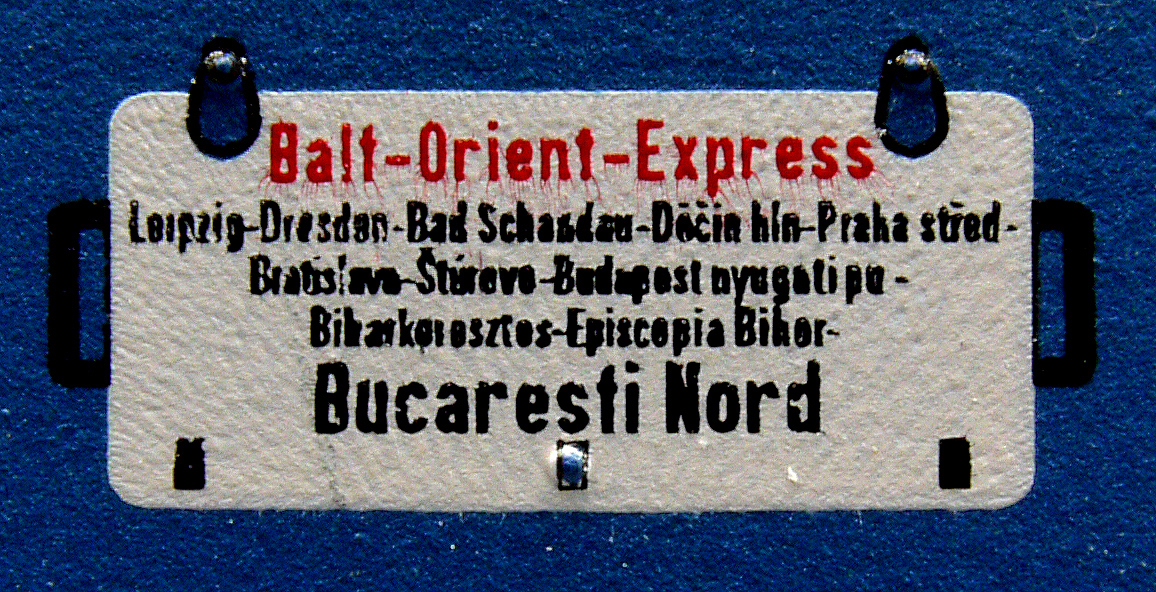 Balt-Orient-Express
Leipzig-Dresden-Bad Schandau-Děčín hln-Praha střed-
Bratislava-Štúrovo-Budapest nyugati pu-
Biharkeresztes-Episcopia Bihor-
Bucaresti Nord